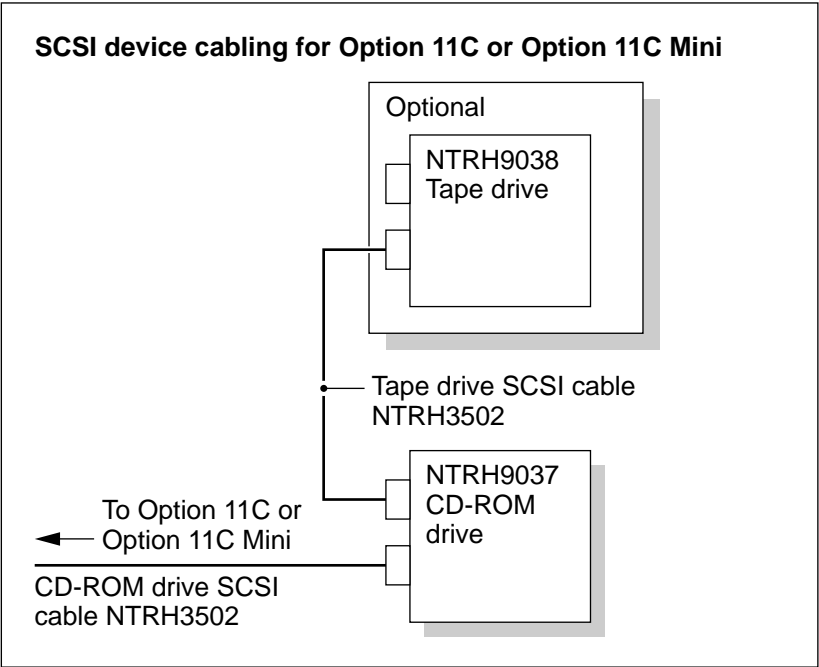 SCSI device cabling for Option 11C or Option 11C Mini
Optional
NTRH9038
Tape drive
Tape drive SCSI cable
NTRH3502
NTRH9037
CD-ROM
drive
To Option 11C or
Option 11C Mini
CD-ROM drive SCSI
cable NTRH3502